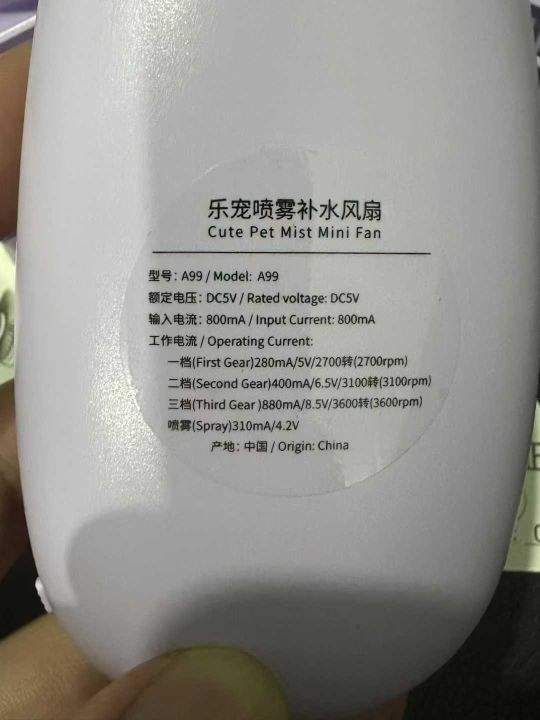 乐宠喷雾补水风扇
Cute Pet Mist Mini Fan
型号: A99 / Model: A99
额定电压: DC5V / Rated voltage: DC5V
输入电流: 800mA / Input Current: 800mA
工作电流 / Operating Current:
一档(First Gear)280mA/5V/2700转(2700rpm)
二档(Second Gear)400mA/6.5V/3100转(3100rpm)
三档(Third Gear )880mA/8.5V/3600转(3600rpm)
喷雾(Spray)310mA/4.2V
产地: 中国 / Origin: China